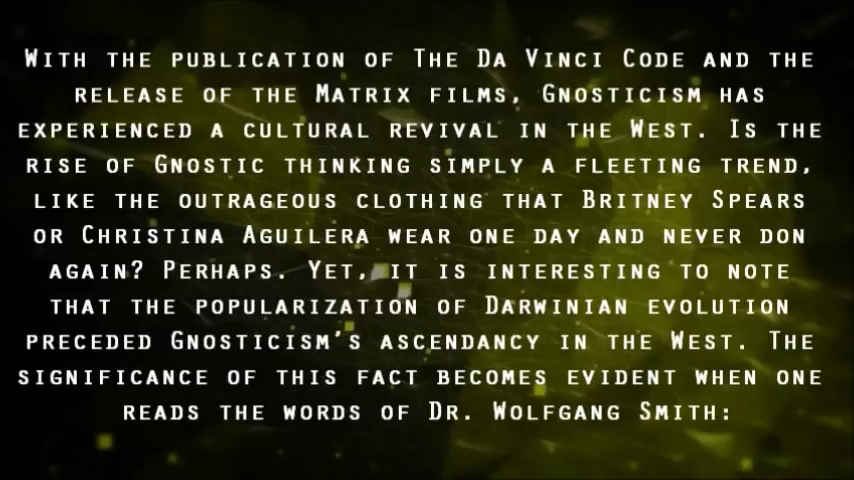 With the publication of The Da Vinci Code and the
release of the Matrix films, Gnosticism has
experienced a cultural revival in the West. Is the
rise of Gnostic thinking simply a fleeting trend,
like the outrageous clothing that Britney Spears
or Christina Aguilera wear one day and never don
again? Perhaps. Yet, it is interesting to note
that the popularization of Darwinian evolution
preceded Gnosticism's ascendancy in the West. The
significance of this fact becomes evident when one
reads the words of Dr. Wolfgang Smith: